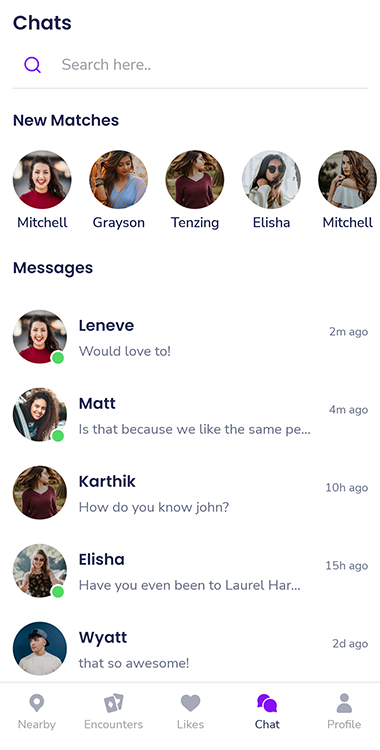 Chats
Search here..
New Matches
Mitchell Grayson Tenzing Elisha Mitchell
Messages
Leneve 2m ago
Would love to!
Matt 4m ago
Is that because we like the same pe...
Karthik 10h ago
How do you know john?
Elisha 15h ago
Have you even been to Laurel Har...
Wyatt 2d ago
that so awesome!
Nearby Encounters Likes Chat Profile